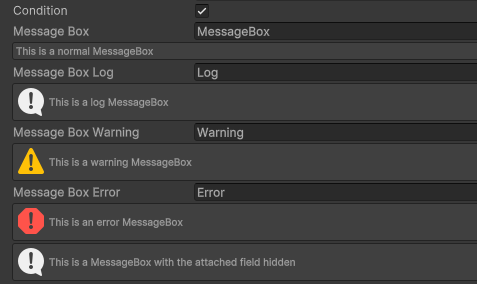 Condition
Message Box MessageBox
This is a normal MessageBox
Message Box Log Log
This is a log MessageBox
Message Box Warning Warning
This is a warning MessageBox
Message Box Error Error
This is an error MessageBox
This is a MessageBox with the attached field hidden